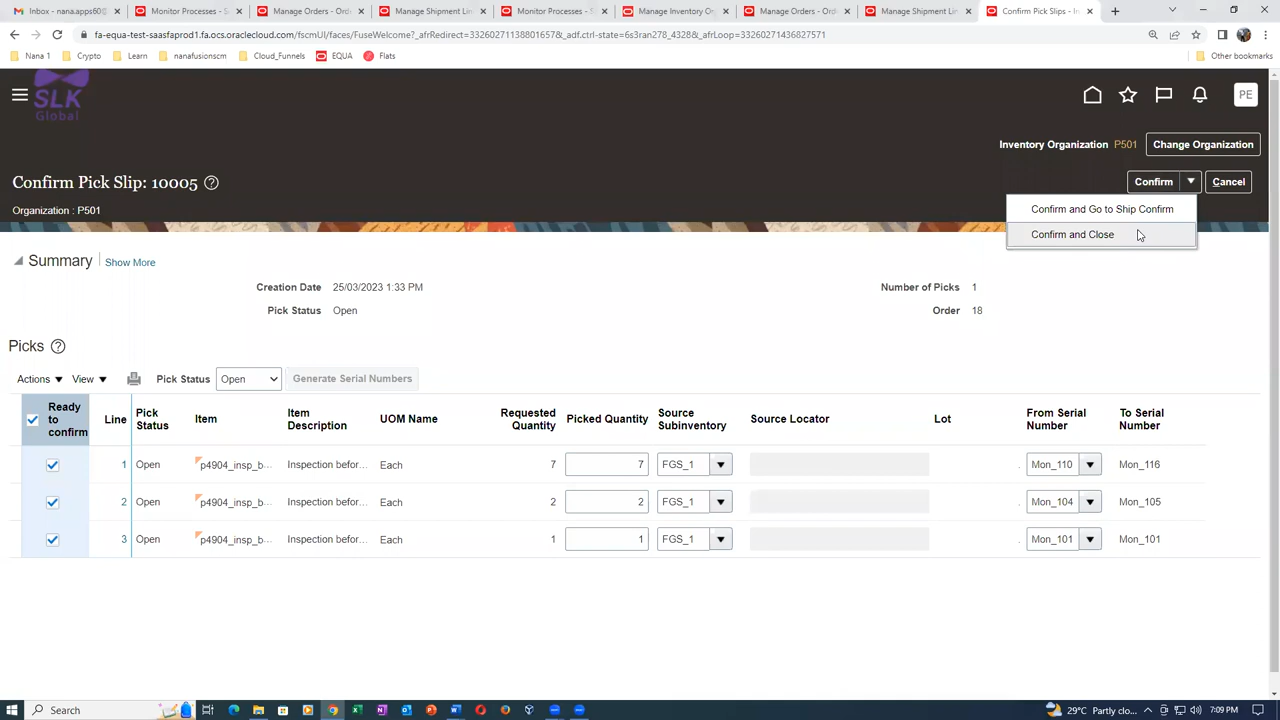 Inbox - nana.apps60@
Monitor Processes - S
Manage Orders - Ord
Manage Shipment Lin
Monitor Processes - S
Manage Inventory Or
Manage Orders - Ord
Manage Shipment Lin
Confirm Pick Slips - In
fa-equa-test-saasfaprod1.fa.ocs.oraclecloud.com/fscmUI/faces/FuseWelcome?_afrRedirect=33260271138801657&_adf.ctrl-state=6s3ran278_4328&_afrLoop=33260271436827571
Nana 1
Crypto
Learn
nanafusionscm
Cloud_Funnels
EQUA
Flats
Other bookmarks
SLK
Global
PE
Inventory Organization P501 Change Organization
Confirm Pick Slip: 10005
Confirm
Cancel
Organization : P501
Confirm and Go to Ship Confirm
Confirm and Close
Summary
Show More
Creation Date 25/03/2023 1:33 PM
Number of Picks 1
Pick Status Open
Order 18
Picks
Actions
View
Pick Status Open
Generate Serial Numbers
Ready to confirm
Line
Pick Status
Item
Item Description
UOM Name
Requested Quantity
Picked Quantity
Source Subinventory
Source Locator
Lot
From Serial Number
To Serial Number
1 Open p4904_insp_b... Inspection befor... Each 7 7 FGS_1 . Mon_110 Mon_116
2 Open p4904_insp_b... Inspection befor... Each 2 2 FGS_1 . Mon_104 Mon_105
3 Open p4904_insp_b... Inspection befor... Each 1 1 FGS_1 . Mon_101 Mon_101
Search
29°C Partly clo...
7:09 PM